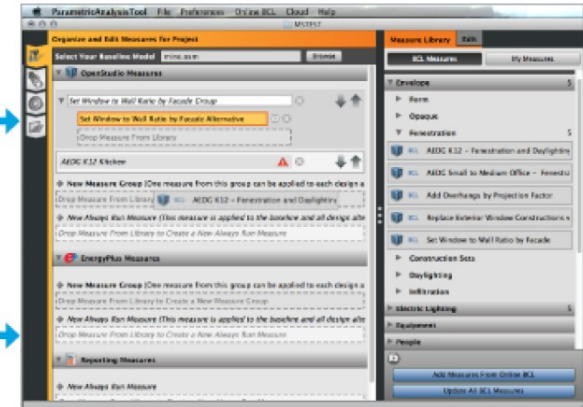 ParametricAnalysisTool File Preferences Online BCL Cloud Help
Organize and Edit Measures for Project
Select Your Baseline Model
Browse
OpenStudio Measures
Set Window to Wall Ratio by Facade Group
Set Window to Wall Ratio by Facade Alternative
Drop Measure From Library
AEDG K12 Kitchen
New Measure Group (One measure from this group can be applied to each design a
Drop Measure From Library
BCL AEDG K12 - Fenestration and Daylighting
New Always Run Measure (This measure is applied to the baseline and all design alte
Drop Measure From Library to Create a New Always Run Measure
EnergyPlus Measures
New Measure Group (One measure from this group can be applied to each design a
Drop Measure From Library to Create a New Measure Group
New Always Run Measure (This measure is applied to the baseline and all design alte
Drop Measure From Library to Create a New Always Run Measure
Reporting Measures
New Always Run Measure
Measure Library Edit
BCL Measures My Measures
Envelope 5
Form
Opaque
Fenestration 5
BCL AEDG K12 - Fenestration and Daylighting
BCL AEDG Small to Medium Office - Fenestra
BCL Add Overhangs by Projection Factor
BCL Replace Exterior Window Constructions w
BCL Set Window to Wall Ratio by Facade
Construction Sets
Daylighting
Infiltration
Electric Lighting 5
Equipment
People
Add Measures From Online BCL
Update All BCL Measures